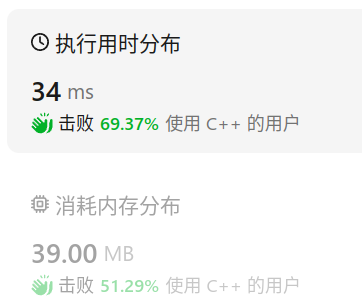 执行用时分布
34 ms
击败 69.37% 使用 C++ 的用户
消耗内存分布
39.00 MB
击败 51.29% 使用 C++ 的用户